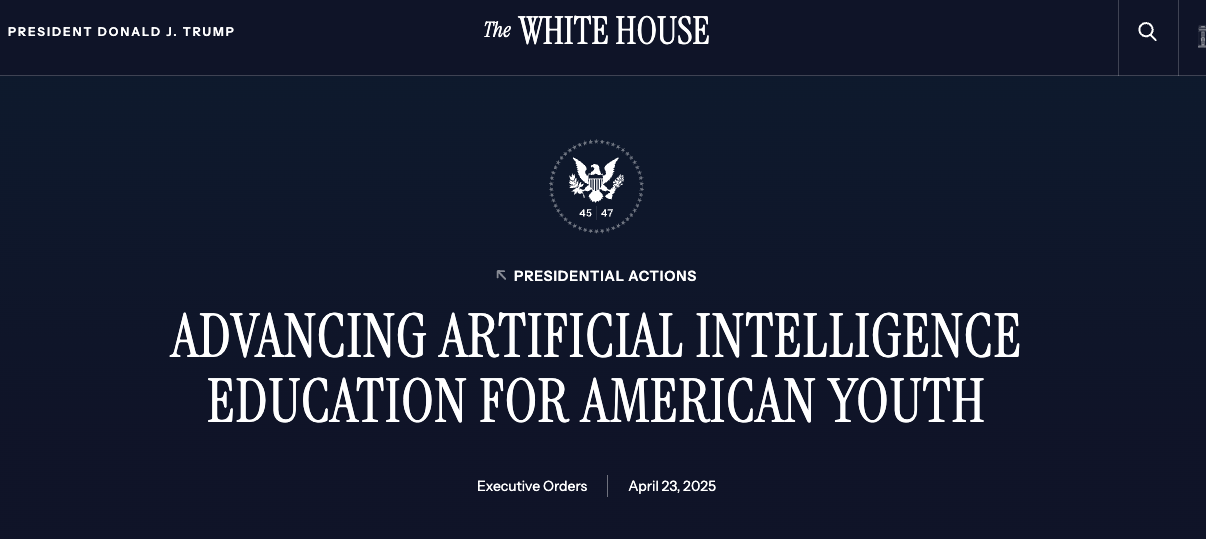 PRESIDENT DONALD J. TRUMP
The WHITE HOUSE
45 47
PRESIDENTIAL ACTIONS
ADVANCING ARTIFICIAL INTELLIGENCE
EDUCATION FOR AMERICAN YOUTH
Executive Orders
April 23, 2025